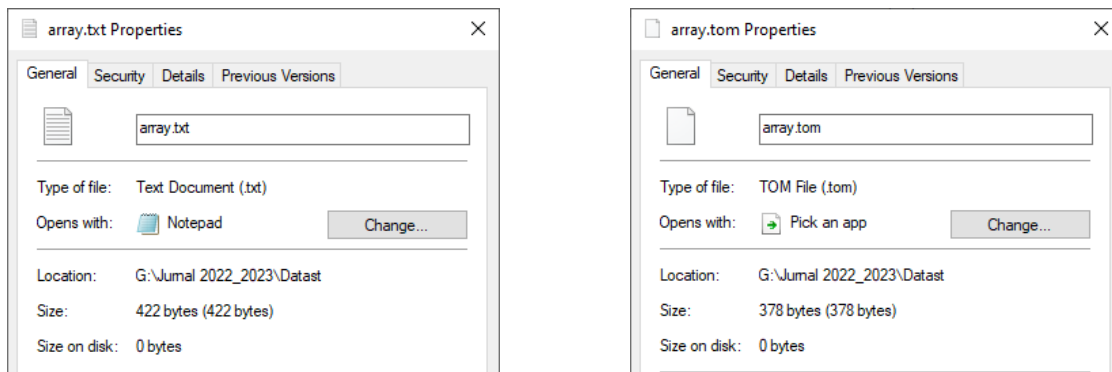 array.txt Properties
General Security Details Previous Versions
array.txt
Type of file: Text Document (.txt)
Opens with: Notepad Change...
Location: G:\Jurnal 2022_2023\Datast
Size: 422 bytes (422 bytes)
Size on disk: 0 bytes
array.tom Properties
General Security Details Previous Versions
array.tom
Type of file: TOM File (.tom)
Opens with: Pick an app Change...
Location: G:\Jurnal 2022_2023\Datast
Size: 378 bytes (378 bytes)
Size on disk: 0 bytes